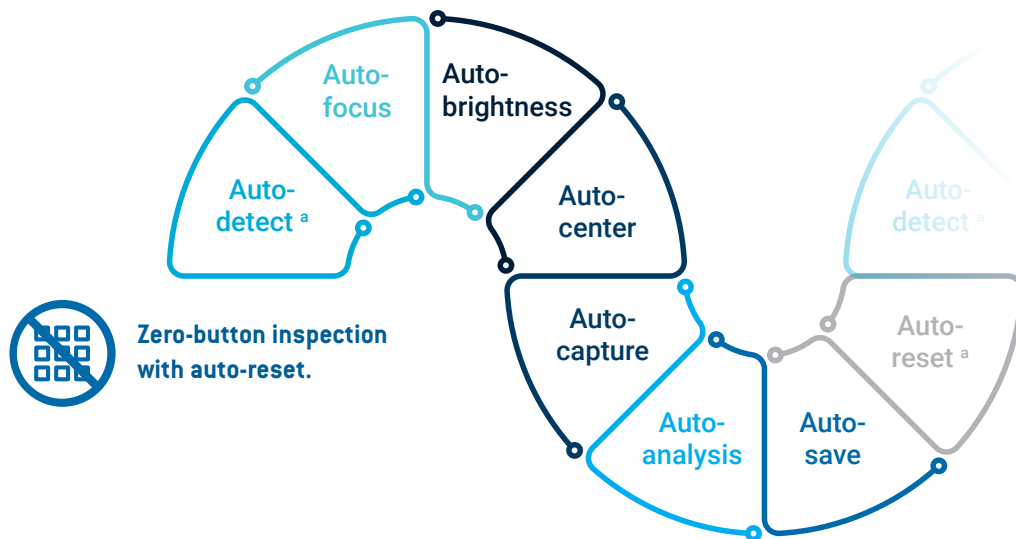 Auto-
detect ᵃ
Auto-
focus
Auto-
brightness
Auto-
center
Auto-
capture
Auto-
analysis
Auto-
save
Auto-
reset ᵃ
Auto-
detect ᵃ
Zero-button inspection
with auto-reset.